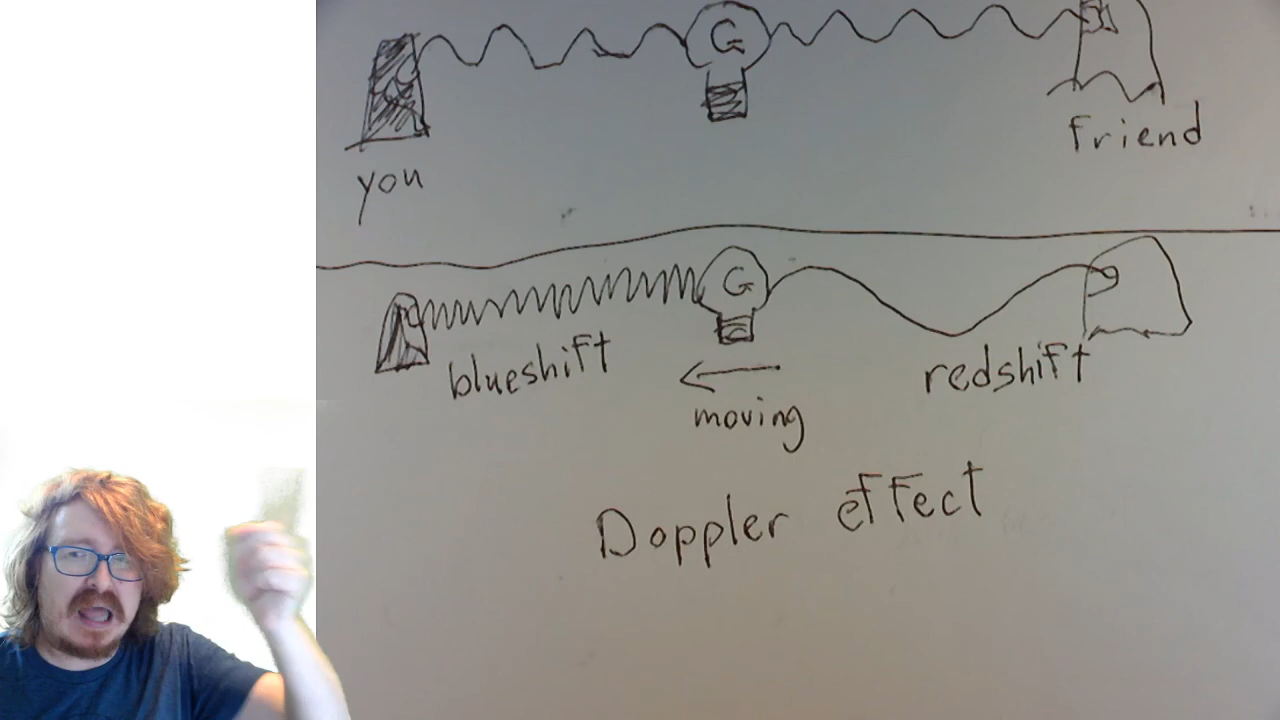 G
friend
you
G
blueshift
redshift
moving
Doppler effect